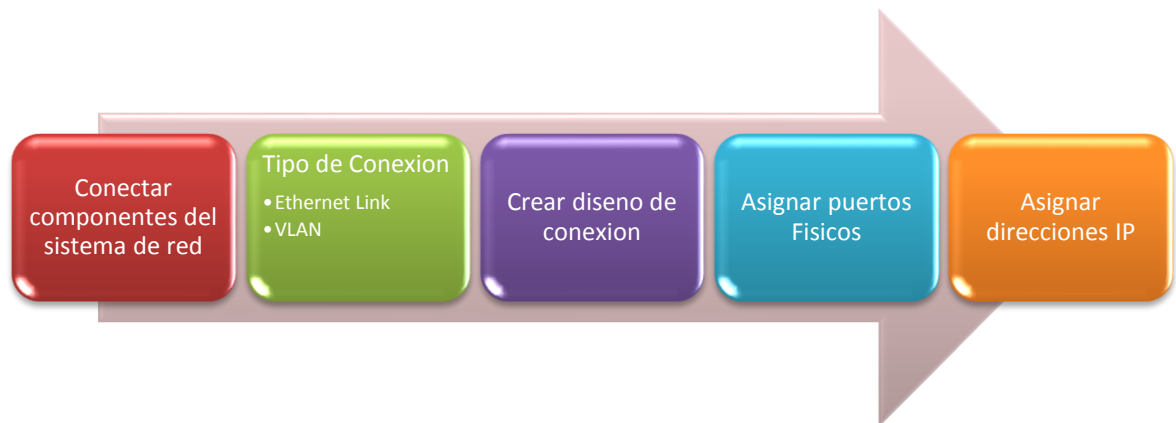 Conectar
componentes del
sistema de red
Tipo de Conexion
•Ethernet Link
•VLAN
Crear diseno de
conexion
Asignar puertos
Fisicos
Asignar
direcciones IP